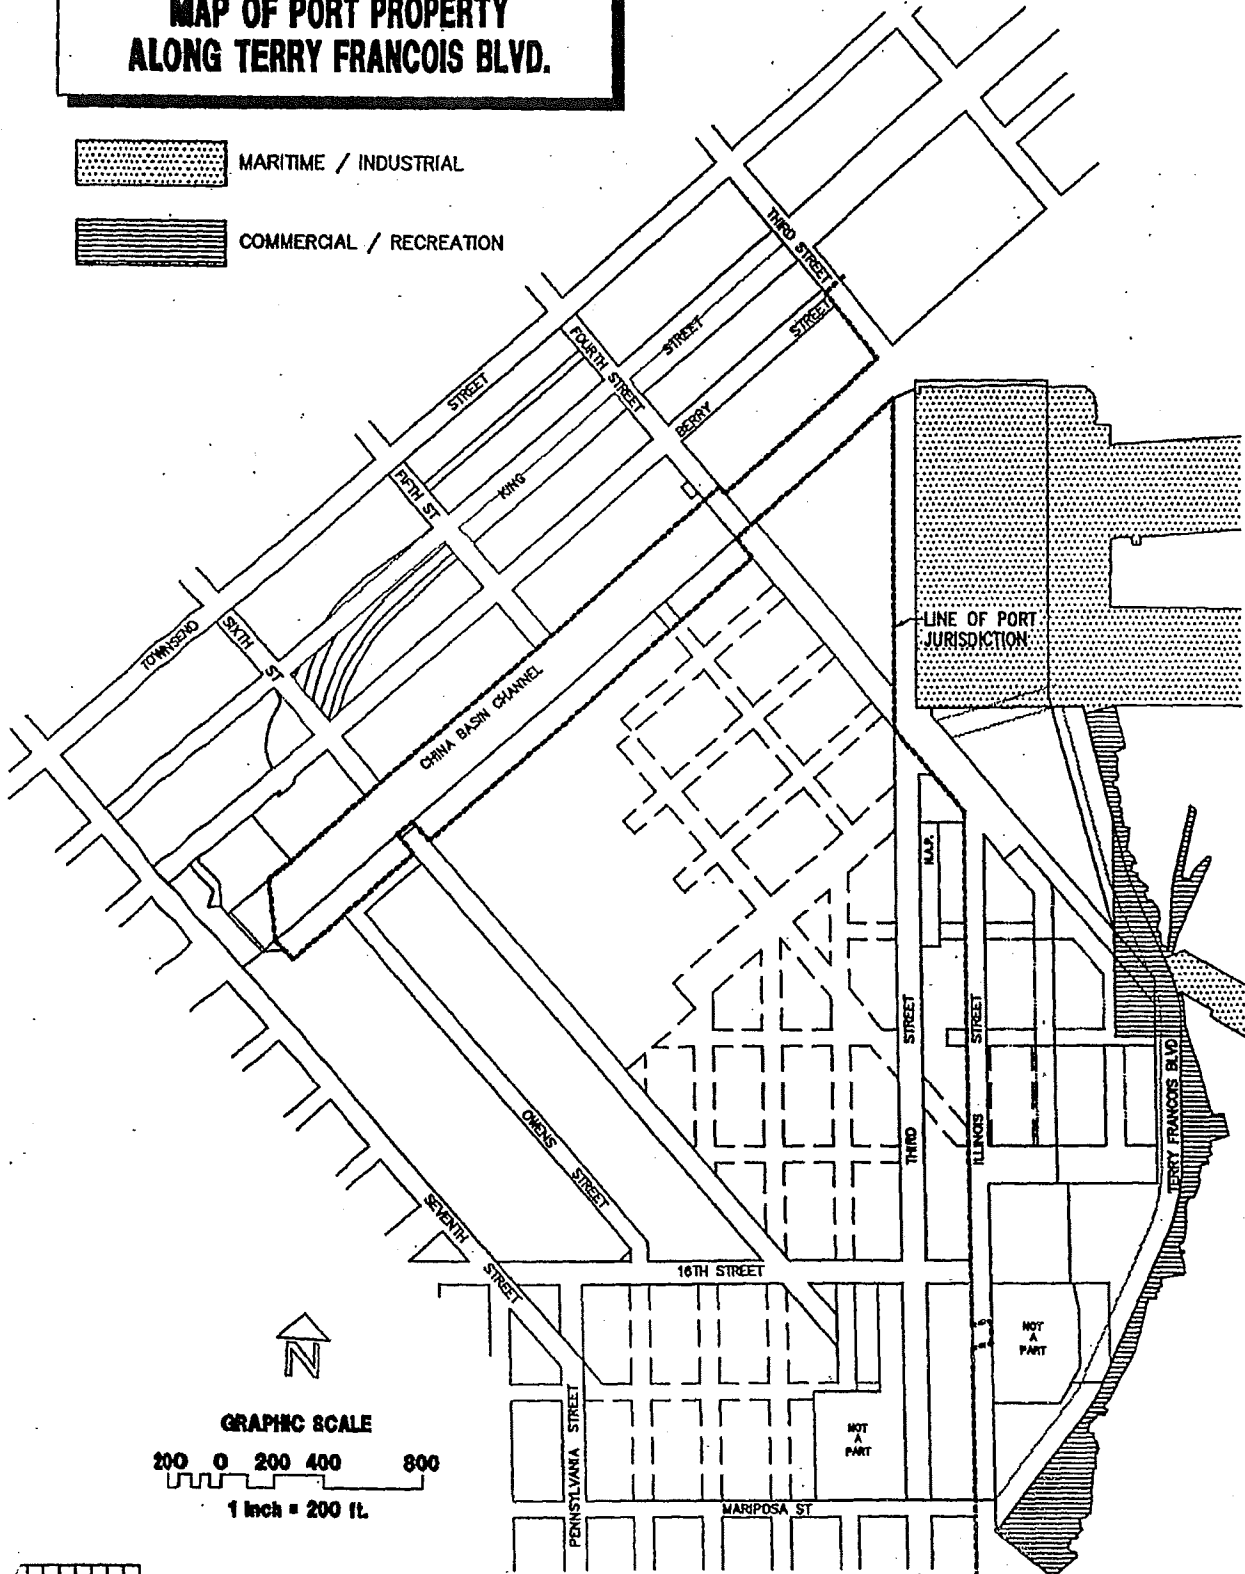 MAP OF PORT PROPERTY
ALONG TERRY FRANCOIS BLVD.
MARITIME / INDUSTRIAL
COMMERCIAL / RECREATION
THIRD STREET
STREET
STREET
FOURTH STREET
STREET
BERRY
FIFTH ST
KING
TOWNSEND
SIXTH ST
CHINA BASIN CHANNEL
LINE OF PORT
JURISDICTION
N.A.P.
STREET
STREET
THIRD
ILLINOIS
TERRY FRANCOIS BLVD
OWENS STREET
SEVENTH STREET
16TH STREET
NOT
A
PART
NOT
A
PART
PENNSYLVANIA STREET
MARIPOSA ST
N
GRAPHIC SCALE
200 0 200 400 800
1 inch = 200 ft.